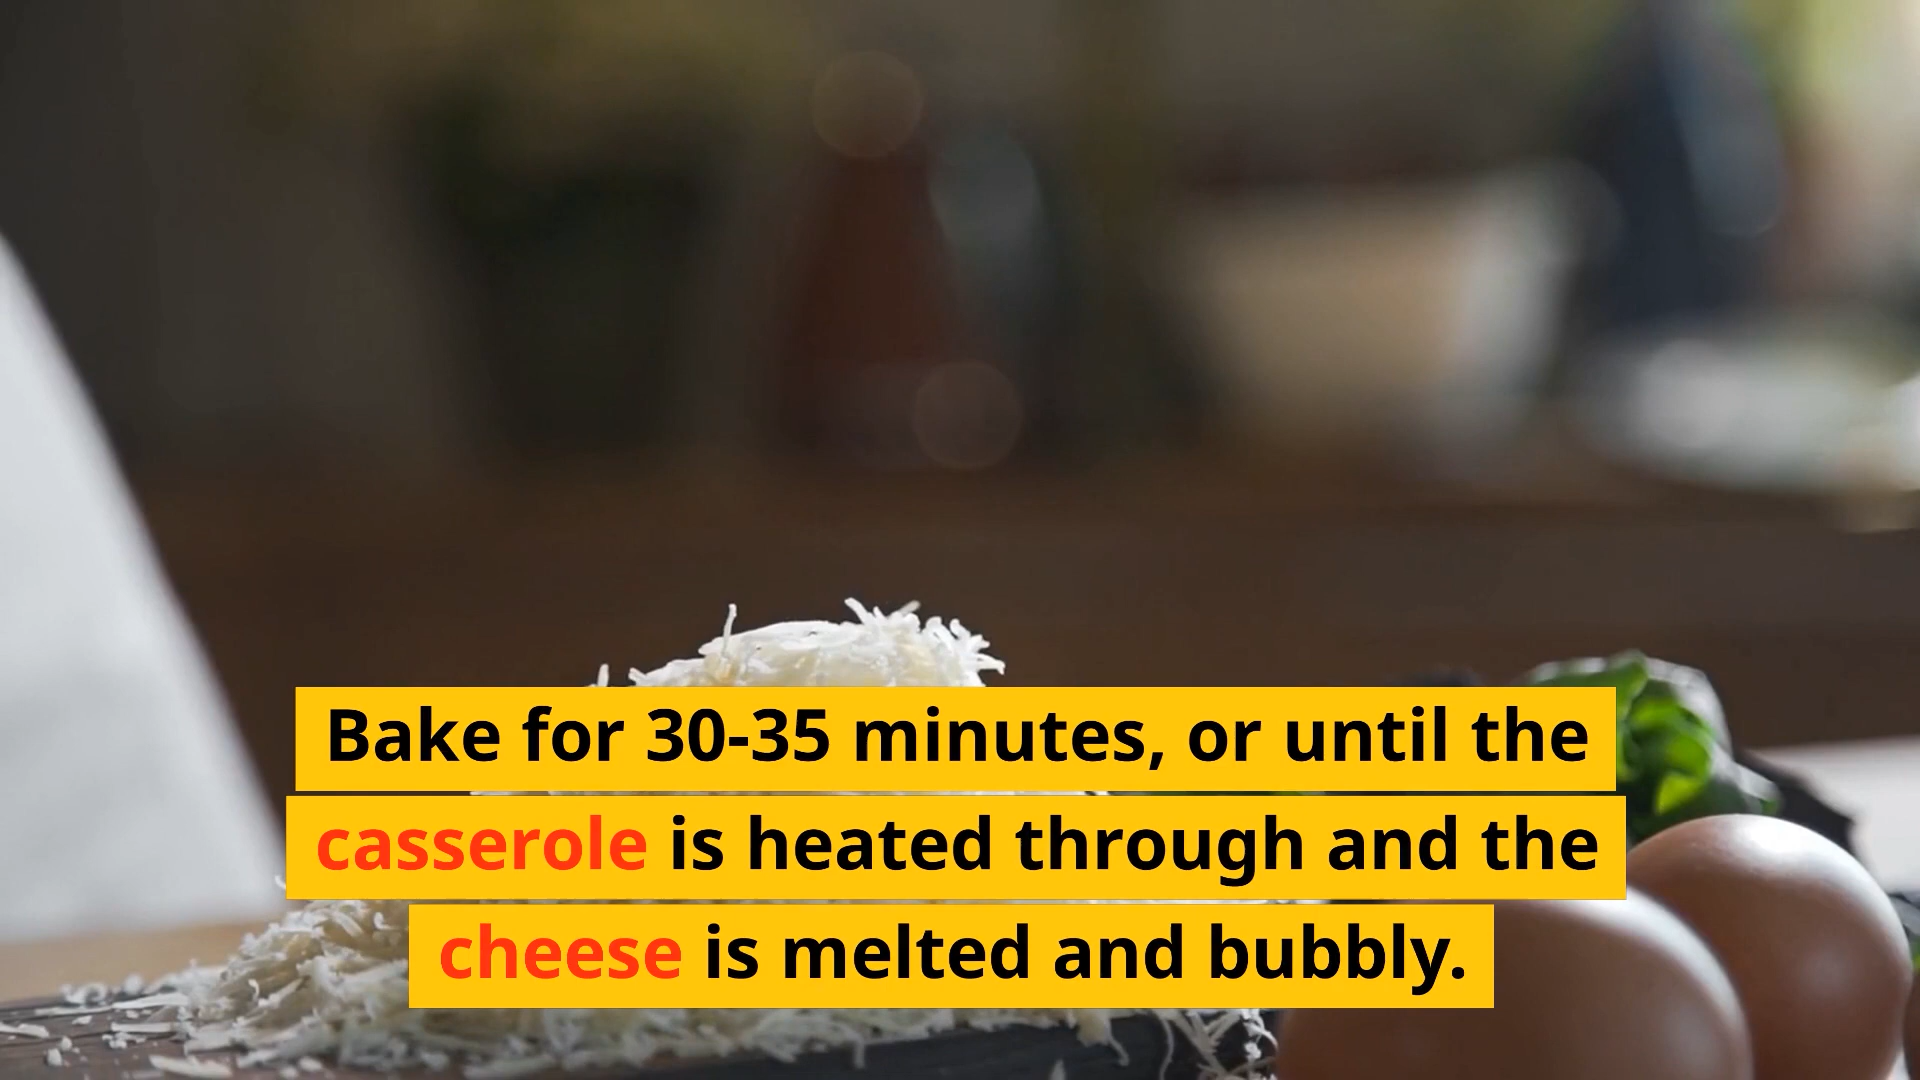 Bake for 30-35 minutes, or until the
casserole is heated through and the
cheese is melted and bubbly.